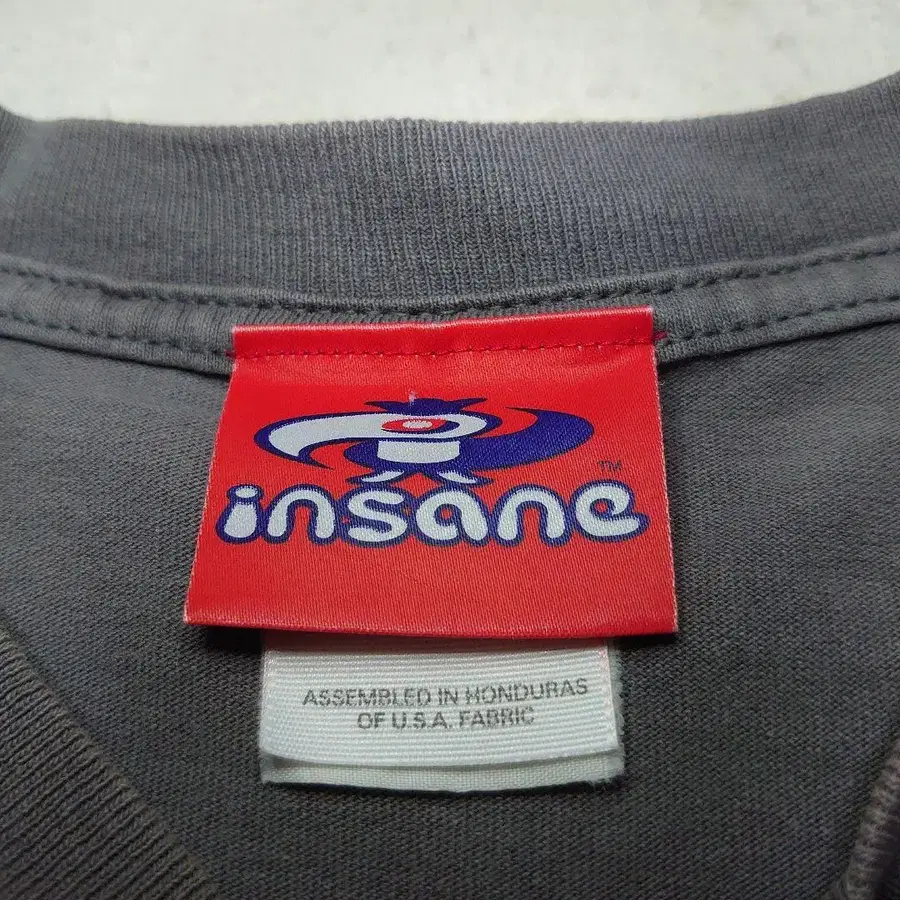 TM
insane
ASSEMBLED IN HONDURAS
OF U.S.A. FABRIC